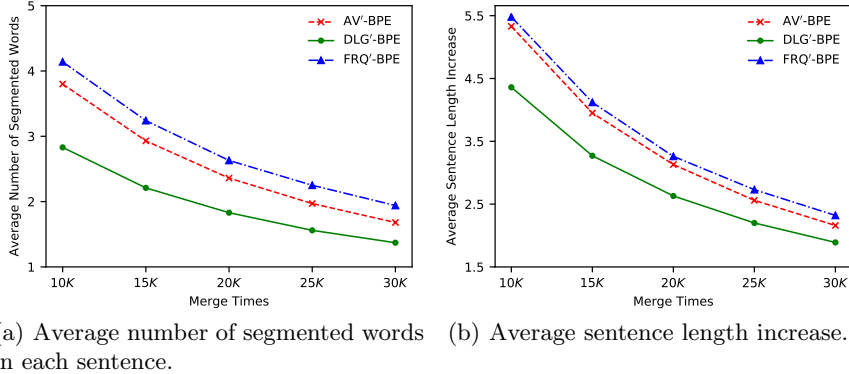 5
4
3
2
1
Average Number of Segmented Words
AV′-BPE
DLG′-BPE
FRQ′-BPE
10K 15K 20K 25K 30K
Merge Times
5.5
4.5
3.5
2.5
1.5
Average Sentence Length Increase
AV′-BPE
DLG′-BPE
FRQ′-BPE
10K 15K 20K 25K 30K
Merge Times
a) Average number of segmented words
n each sentence.
(b) Average sentence length increase.